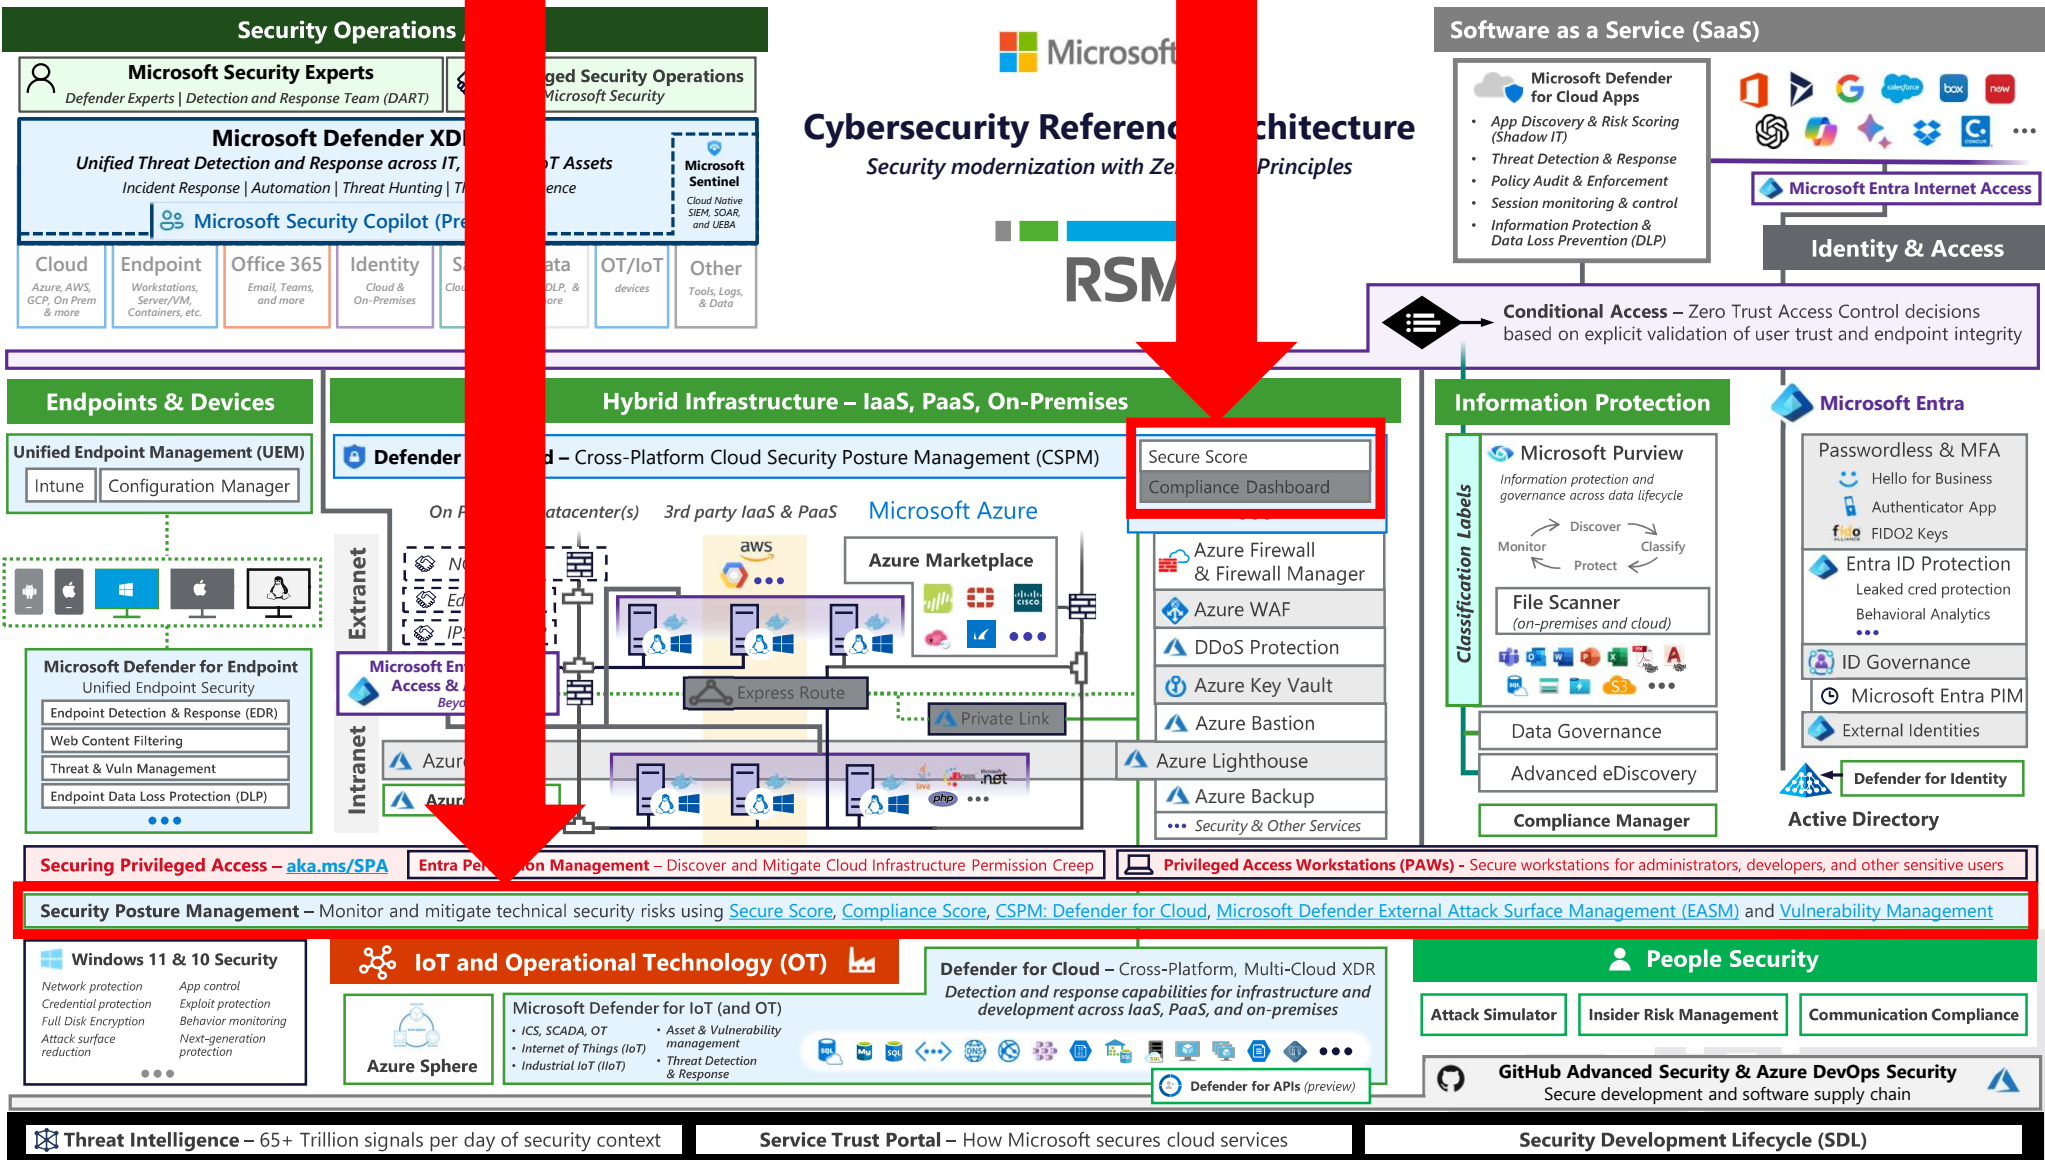 Security Operations
Microsoft Security Experts
Defender Experts | Detection and Response Team (DART)
Security Operations
Microsoft Security
Microsoft Defender
Unified Threat Detection and Response across IT, Assets
Incident Response | Automation | Threat Hunting |
Microsoft Security Copilot
Microsoft
Sentinel
Cloud Native
SIEM, SOAR,
and UEBA
Cloud
Azure, AWS,
GCP, On Prem
& more
Endpoint
Workstations,
Server/VM,
Containers, etc.
Office 365
Email, Teams,
and more
Identity
Cloud &
On-Premises
DLP, &
OT/IoT
devices
Other
Tools, Logs,
& Data
Microsoft
Cybersecurity
Security modernization with Principles
RSM
Software as a Service (SaaS)
Microsoft Defender
for Cloud Apps
• App Discovery & Risk Scoring
(Shadow IT)
• Threat Detection & Response
• Policy Audit & Enforcement
• Session monitoring & control
• Information Protection &
Data Loss Prevention (DLP)
salesforce
box
now
CONCUR
Microsoft Entra Internet Access
Identity & Access
Conditional Access – Zero Trust Access Control decisions
based on explicit validation of user trust and endpoint integrity
Endpoints & Devices
Unified Endpoint Management (UEM)
Intune
Configuration Manager
Microsoft Defender for Endpoint
Unified Endpoint Security
Endpoint Detection & Response (EDR)
Web Content Filtering
Threat & Vuln Management
Endpoint Data Loss Protection (DLP)
Hybrid Infrastructure – IaaS, PaaS, On-Premises
Defender – Cross-Platform Cloud Security Posture Management (CSPM)
Secure Score
Compliance Dashboard
On
3rd party IaaS & PaaS
Microsoft Azure
Extranet
Intranet
aws
Azure Marketplace
CISCO
Microsoft
Access &
Express Route
Private Link
Java
.net
php
Azure Firewall
& Firewall Manager
Azure WAF
DDoS Protection
Azure Key Vault
Azure Bastion
Azure Lighthouse
Azure Backup
Security & Other Services
Information Protection
Classification Labels
Microsoft Purview
Information protection and
governance across data lifecycle
Discover
Monitor
Classify
Protect
File Scanner
(on-premises and cloud)
S3
Data Governance
Advanced eDiscovery
Compliance Manager
Microsoft Entra
Passwordless & MFA
Hello for Business
Authenticator App
fido
FIDO2 Keys
Entra ID Protection
Leaked cred protection
Behavioral Analytics
ID Governance
Microsoft Entra PIM
External Identities
Defender for Identity
Active Directory
Securing Privileged Access – aka.ms/SPA
Entra Management – Discover and Mitigate Cloud Infrastructure Permission Creep
Privileged Access Workstations (PAWs) - Secure workstations for administrators, developers, and other sensitive users
Security Posture Management – Monitor and mitigate technical security risks using Secure Score, Compliance Score, CSPM: Defender for Cloud, Microsoft Defender External Attack Surface Management (EASM) and Vulnerability Management
Windows 11 & 10 Security
Network protection
Credential protection
Full Disk Encryption
Attack surface
reduction
App control
Exploit protection
Behavior monitoring
Next-generation
protection
IoT and Operational Technology (OT)
Azure Sphere
Microsoft Defender for IoT (and OT)
• ICS, SCADA, OT
• Internet of Things (IoT)
• Industrial IoT (IIoT)
• Asset & Vulnerability
management
• Threat Detection
& Response
Defender for Cloud – Cross-Platform, Multi-Cloud XDR
Detection and response capabilities for infrastructure and
development across IaaS, PaaS, and on-premises
SQL
My
SQL
DNS
Defender for APIs (preview)
People Security
Attack Simulator
Insider Risk Management
Communication Compliance
GitHub Advanced Security & Azure DevOps Security
Secure development and software supply chain
Threat Intelligence – 65+ Trillion signals per day of security context
Service Trust Portal – How Microsoft secures cloud services
Security Development Lifecycle (SDL)